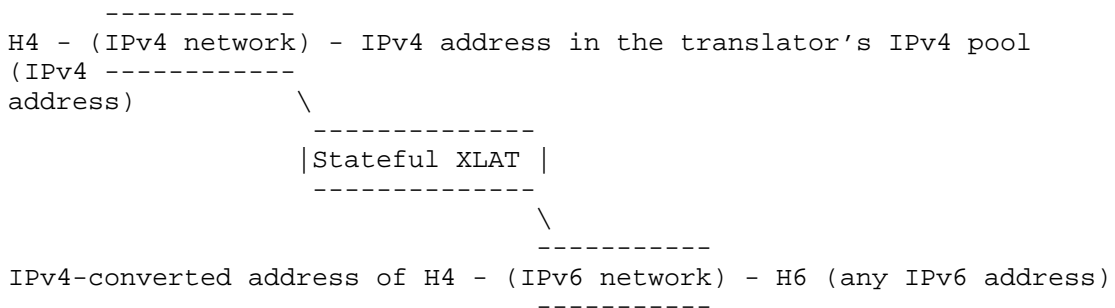 ------------
H4 - (IPv4 network) - IPv4 address in the translator's IPv4 pool
(IPv4 ------------
address) \
--------------
|Stateful XLAT |
--------------
\
-----------
IPv4-converted address of H4 - (IPv6 network) - H6 (any IPv6 address)
-----------